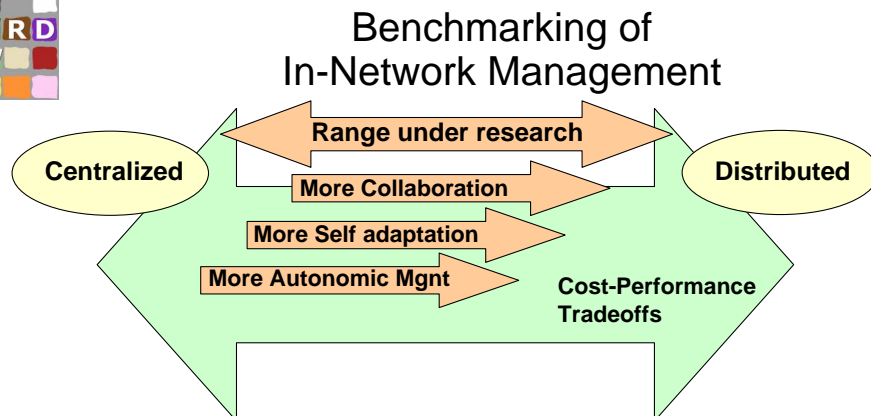 R D
Benchmarking of
In-Network Management
Range under research
Centralized
Distributed
More Collaboration
More Self adaptation
More Autonomic Mgnt
Cost-Performance
Tradeoffs